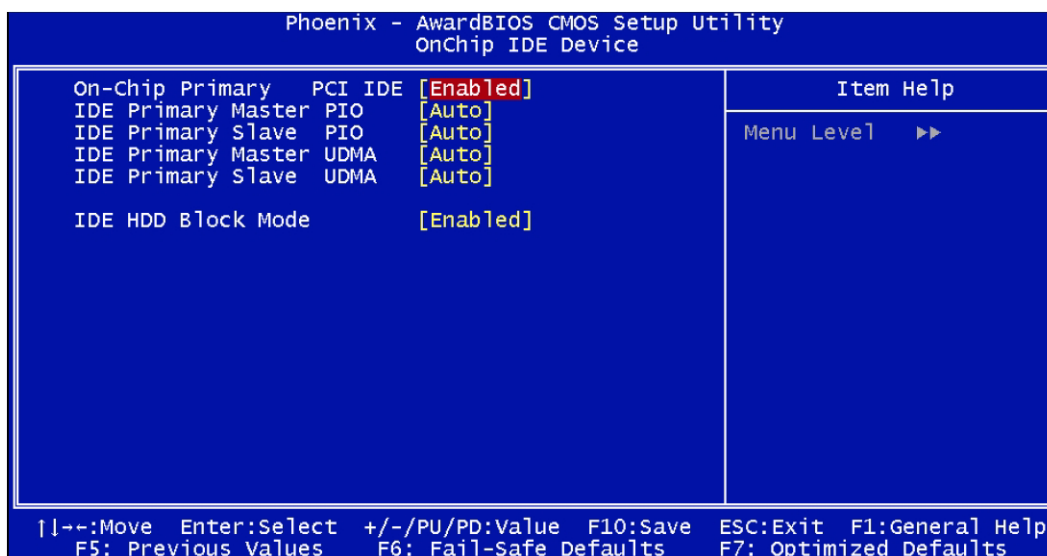 Phoenix - AwardBIOS CMOS Setup Utility
OnChip IDE Device
On-Chip Primary PCI IDE [Enabled]
IDE Primary Master PIO [Auto]
IDE Primary Slave PIO [Auto]
IDE Primary Master UDMA [Auto]
IDE Primary Slave UDMA [Auto]
IDE HDD Block Mode [Enabled]
Item Help
Menu Level ▸▸
↑↓→←:Move Enter:Select +/-/PU/PD:Value F10:Save ESC:Exit F1:General Help
F5: Previous Values F6: Fail-Safe Defaults F7: Optimized Defaults